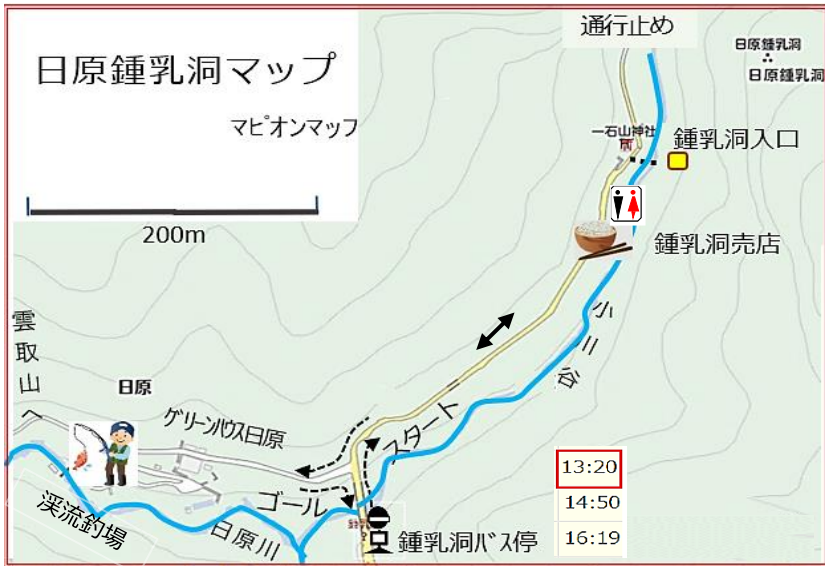 通行止め
日原鍾乳洞マップ
マピオンマップ
200m
日原鍾乳洞
日原鍾乳洞
一石山神社
鍾乳洞入口
鍾乳洞売店
小川谷
雲取山へ
日原
グリーンハウス日原
スタート
ゴール
渓流釣場
日原川
鍾乳洞バス停
13:20
14:50
16:19